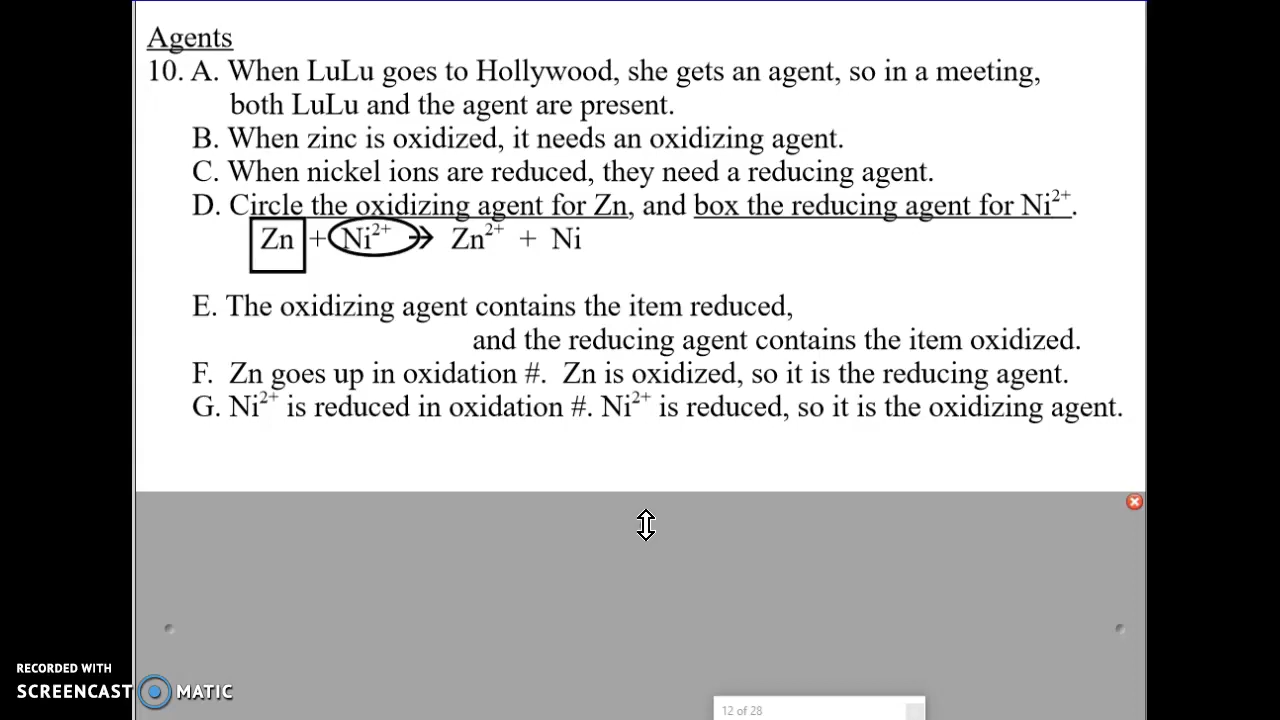 Agents
10. A. When LuLu goes to Hollywood, she gets an agent, so in a meeting,
both LuLu and the agent are present.
B. When zinc is oxidized, it needs an oxidizing agent.
C. When nickel ions are reduced, they need a reducing agent.
D. Circle the oxidizing agent for Zn, and box the reducing agent for Ni²⁺.
Zn + Ni²⁺ → Zn²⁺ + Ni
E. The oxidizing agent contains the item reduced,
and the reducing agent contains the item oxidized.
F. Zn goes up in oxidation #. Zn is oxidized, so it is the reducing agent.
G. Ni²⁺ is reduced in oxidation #. Ni²⁺ is reduced, so it is the oxidizing agent.
RECORDED WITH
SCREENCAST MATIC
12 of 28